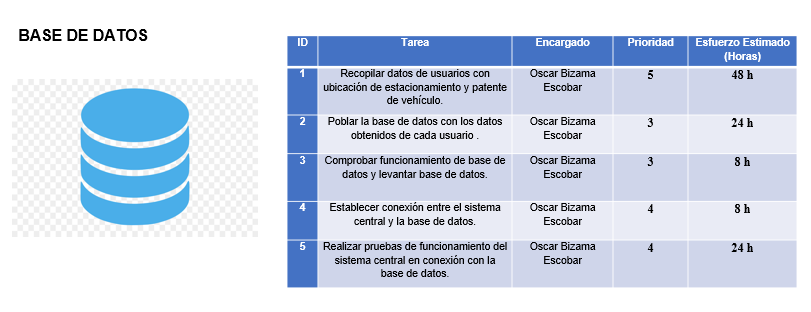 BASE DE DATOS
ID Tarea Encargado Prioridad Esfuerzo Estimado
(Horas)
1 Recopilar datos de usuarios con Oscar Bizama 5 48 h
ubicación de estacionamiento y patente Escobar
de vehículo.
2 Poblar la base de datos con los datos Oscar Bizama 3 24 h
obtenidos de cada usuario . Escobar
3 Comprobar funcionamiento de base de Oscar Bizama 3 8 h
datos y levantar base de datos. Escobar
4 Establecer conexión entre el sistema Oscar Bizama 4 8 h
central y la base de datos. Escobar
5 Realizar pruebas de funcionamiento del Oscar Bizama 4 24 h
sistema central en conexión con la Escobar
base de datos.